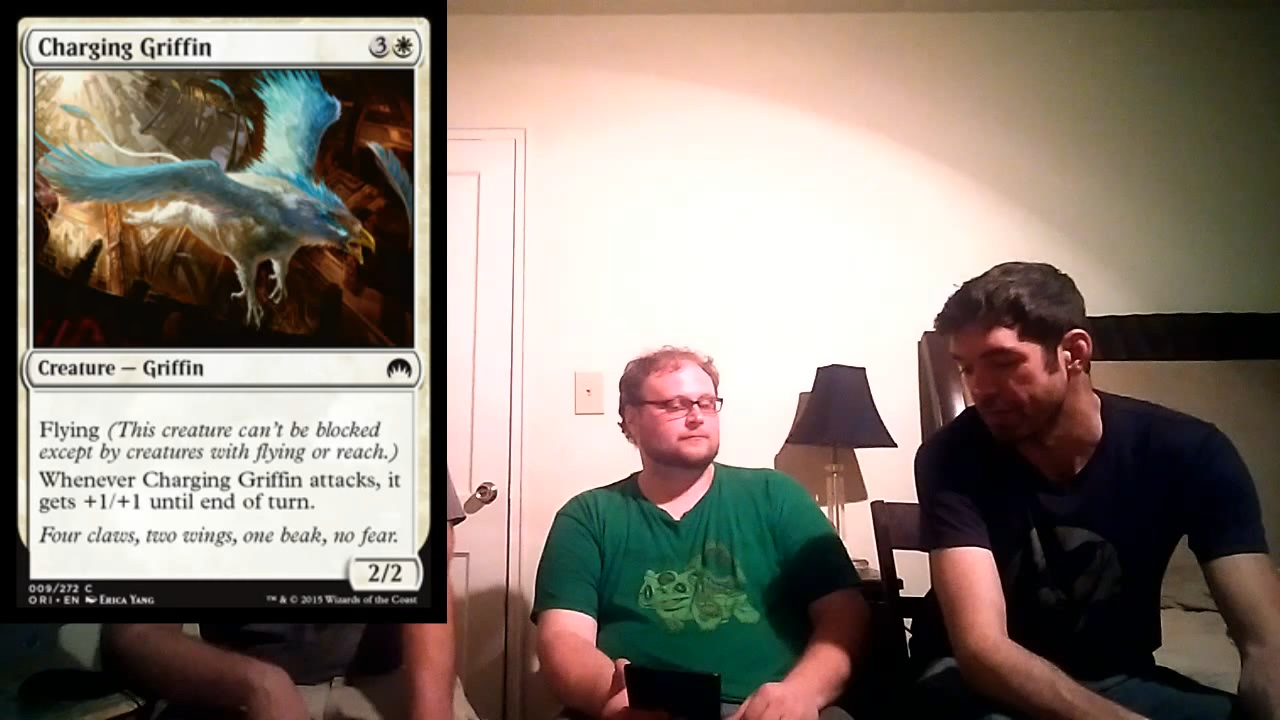 Charging Griffin 3
Creature — Griffin
Flying (This creature can't be blocked
except by creatures with flying or reach.)
Whenever Charging Griffin attacks, it
gets +1/+1 until end of turn.
Four claws, two wings, one beak, no fear.
2/2
009/272 C
ORI • EN Erica Yang ™ & © 2015 Wizards of the Coast